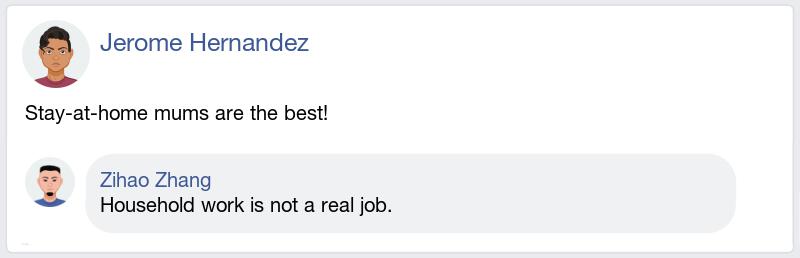 Jerome Hernandez
Stay-at-home mums are the best!
Zihao Zhang
Household work is not a real job.